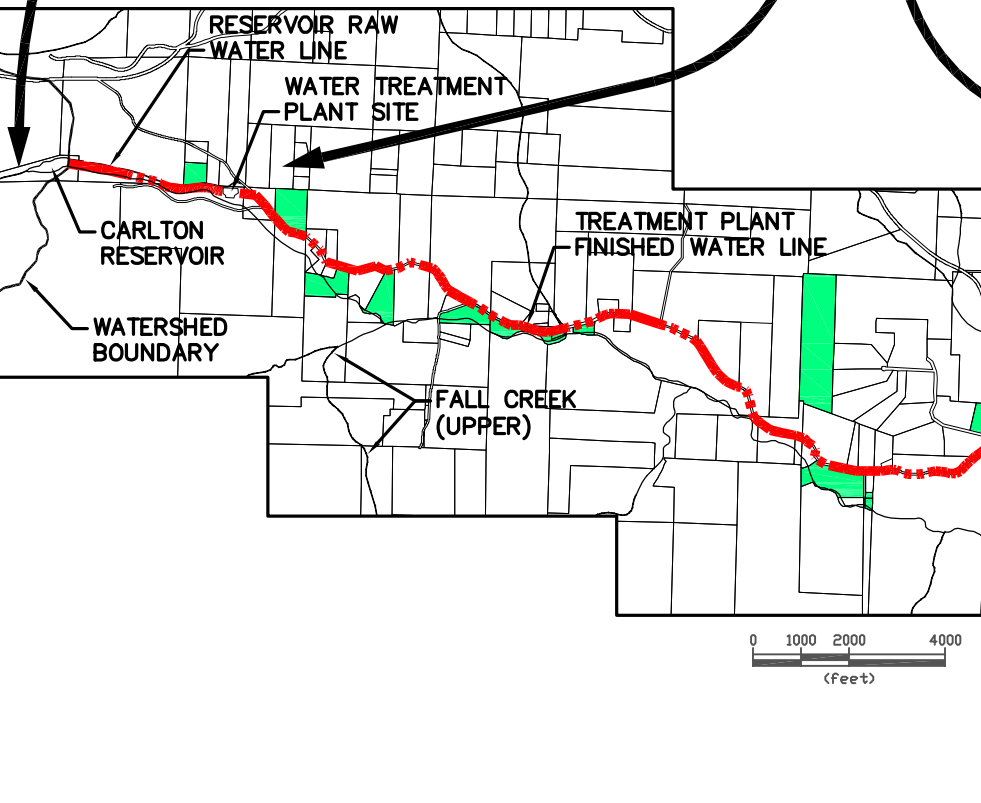 RESERVOIR RAW
WATER LINE
WATER TREATMENT
PLANT SITE
TREATMENT PLANT
FINISHED WATER LINE
CARLTON
RESERVOIR
WATERSHED
BOUNDARY
FALL CREEK
(UPPER)
0 1000 2000 4000
(feet)